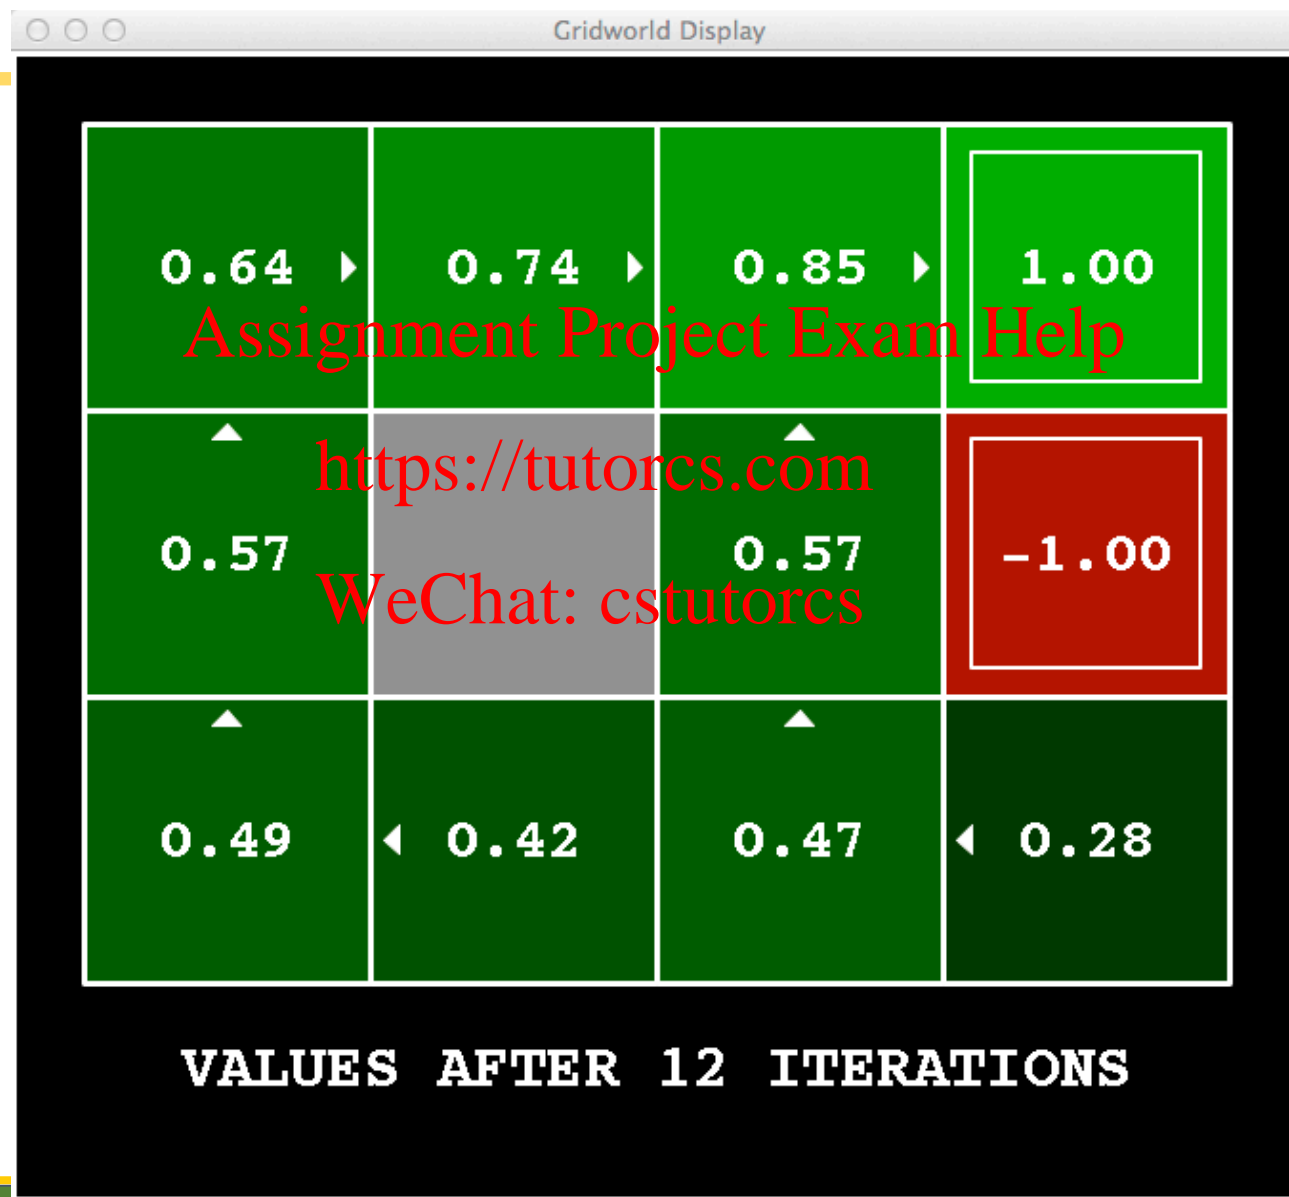 Gridworld Display
0.64 0.74 0.85 1.00
Assignment Project Exam Help
https://tutorcs.com
0.57 0.57 -1.00
WeChat: cstutorcs
0.49 0.42 0.47 0.28
VALUES AFTER 12 ITERATIONS